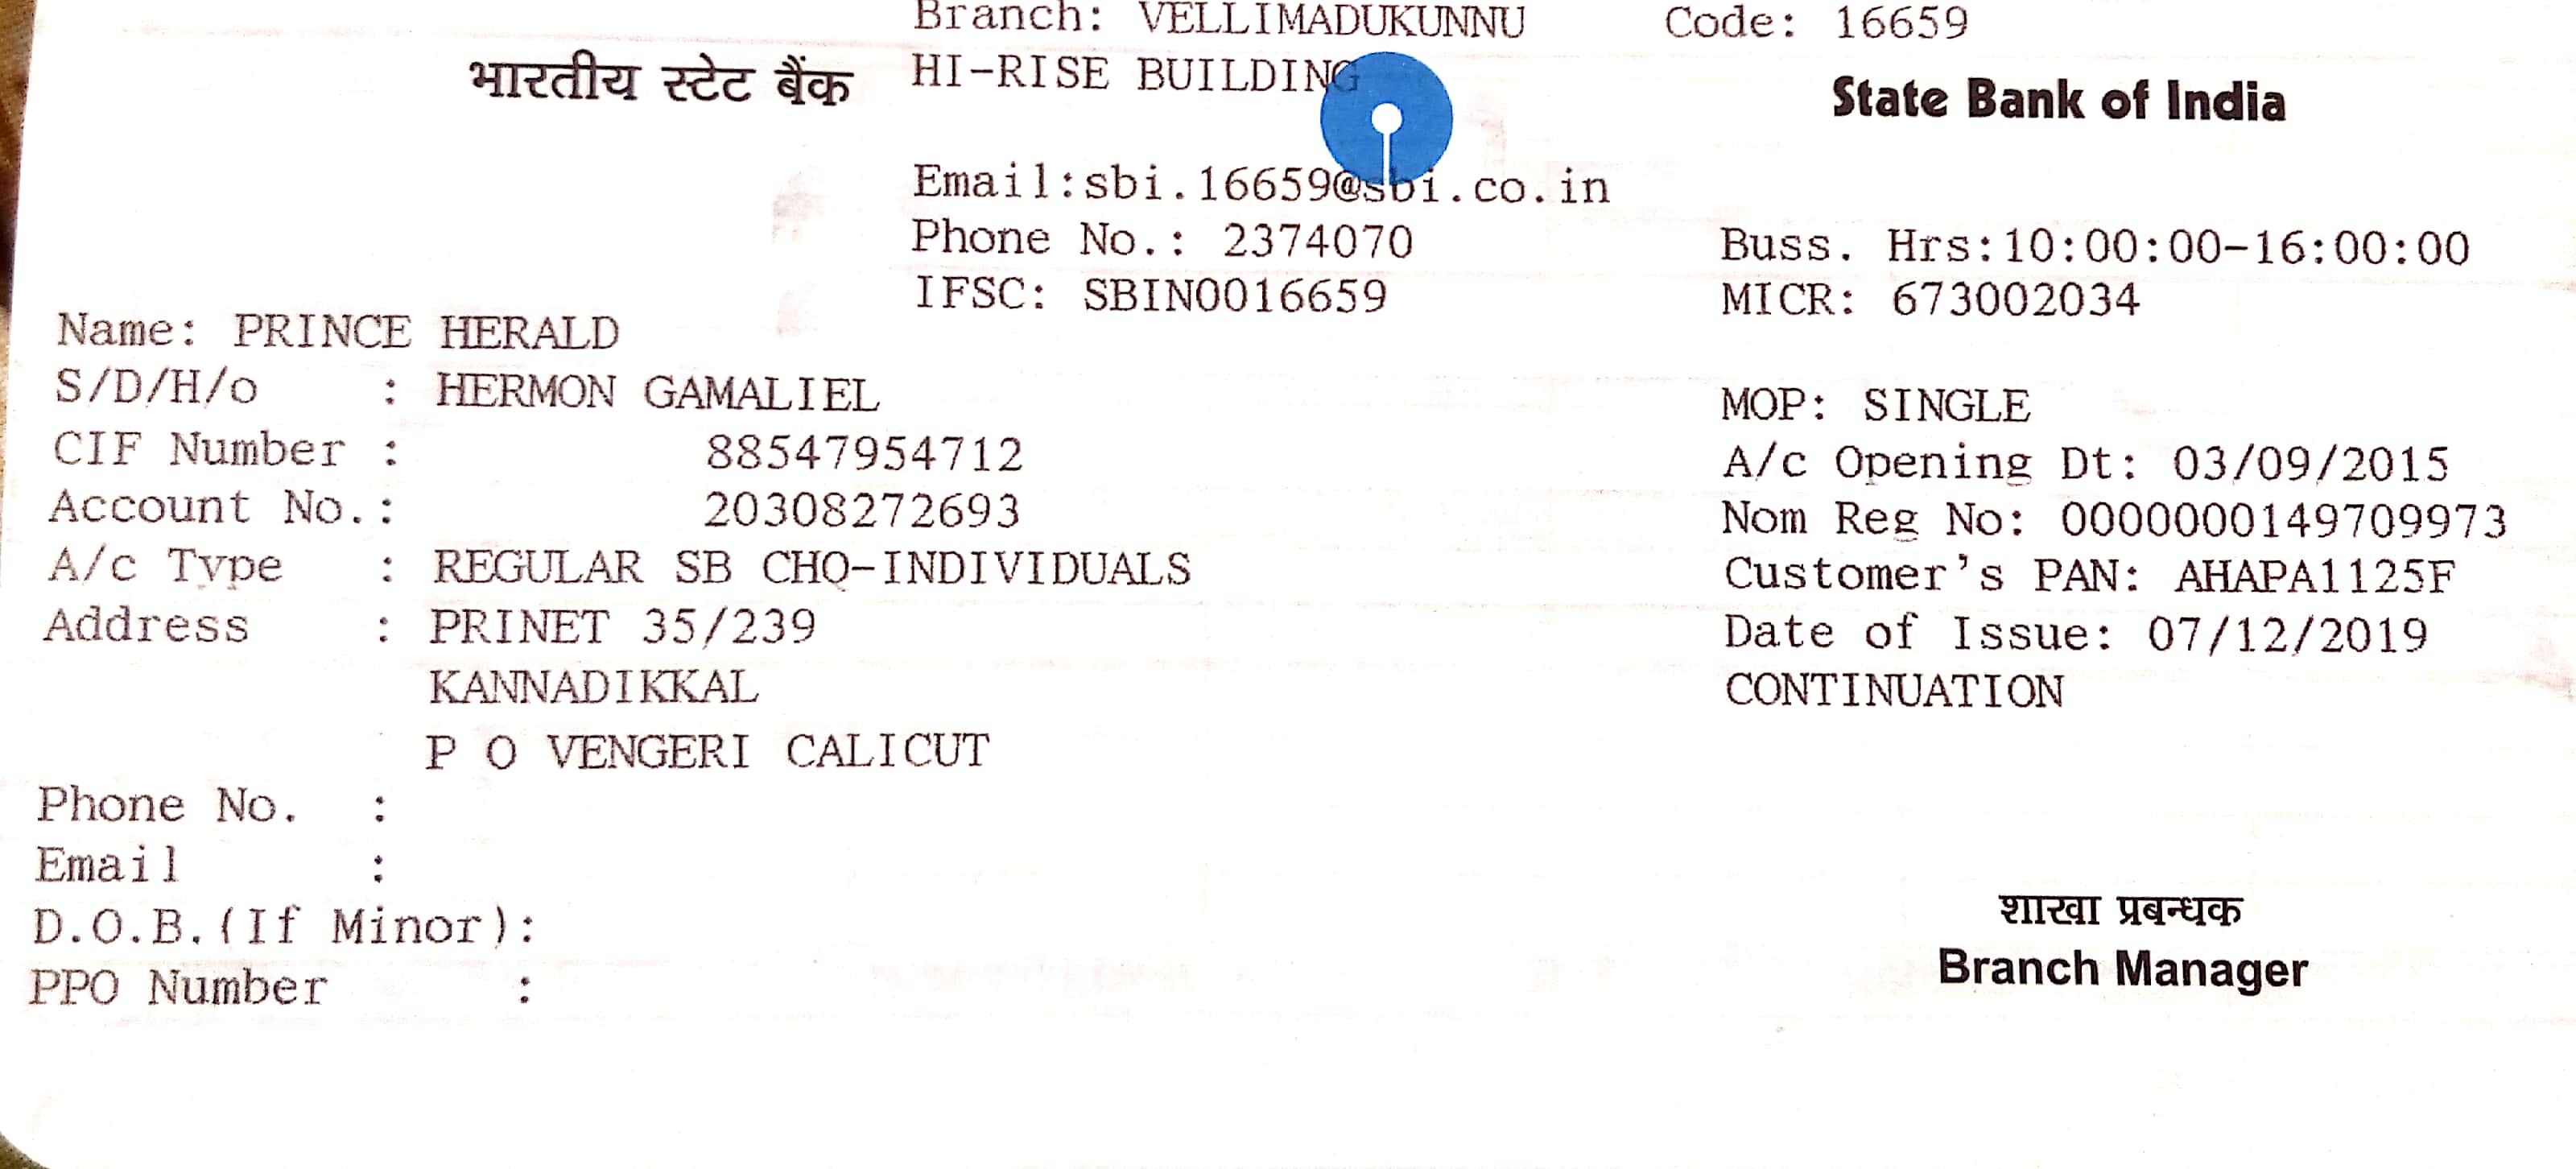 Branch: VELLIMADUKUNNU Code: 16659
भारतीय स्टेट बैंक HI-RISE BUILDING State Bank of India
Email:sbi.16659@sbi.co.in
Phone No.: 2374070 Buss. Hrs:10:00:00-16:00:00
IFSC: SBIN0016659 MICR: 673002034
Name: PRINCE HERALD
S/D/H/o : HERMON GAMALIEL MOP: SINGLE
CIF Number : 88547954712 A/c Opening Dt: 03/09/2015
Account No.: 20308272693 Nom Reg No: 0000000149709973
A/c Type : REGULAR SB CHQ-INDIVIDUALS Customer's PAN: AHAPA1125F
Address : PRINET 35/239 Date of Issue: 07/12/2019
KANNADIKKAL CONTINUATION
P O VENGERI CALICUT
Phone No. :
Email :
D.O.B.(If Minor): शाखा प्रबन्धक
PPO Number : Branch Manager